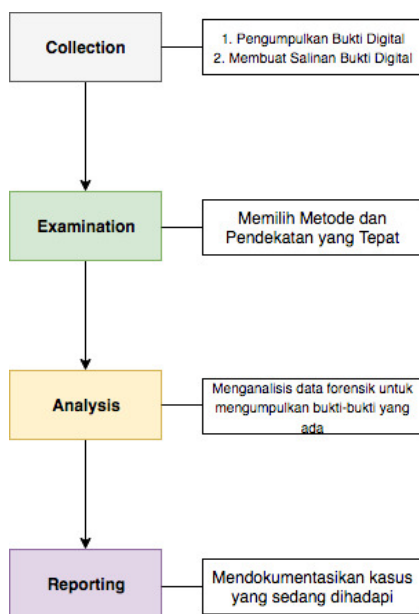 Collection
1. Pengumpulkan Bukti Digital
2. Membuat Salinan Bukti Digital
Examination
Memilih Metode dan
Pendekatan yang Tepat
Analysis
Menganalisis data forensik untuk
mengumpulkan bukti-bukti yang
ada
Reporting
Mendokumentasikan kasus
yang sedang dihadapi